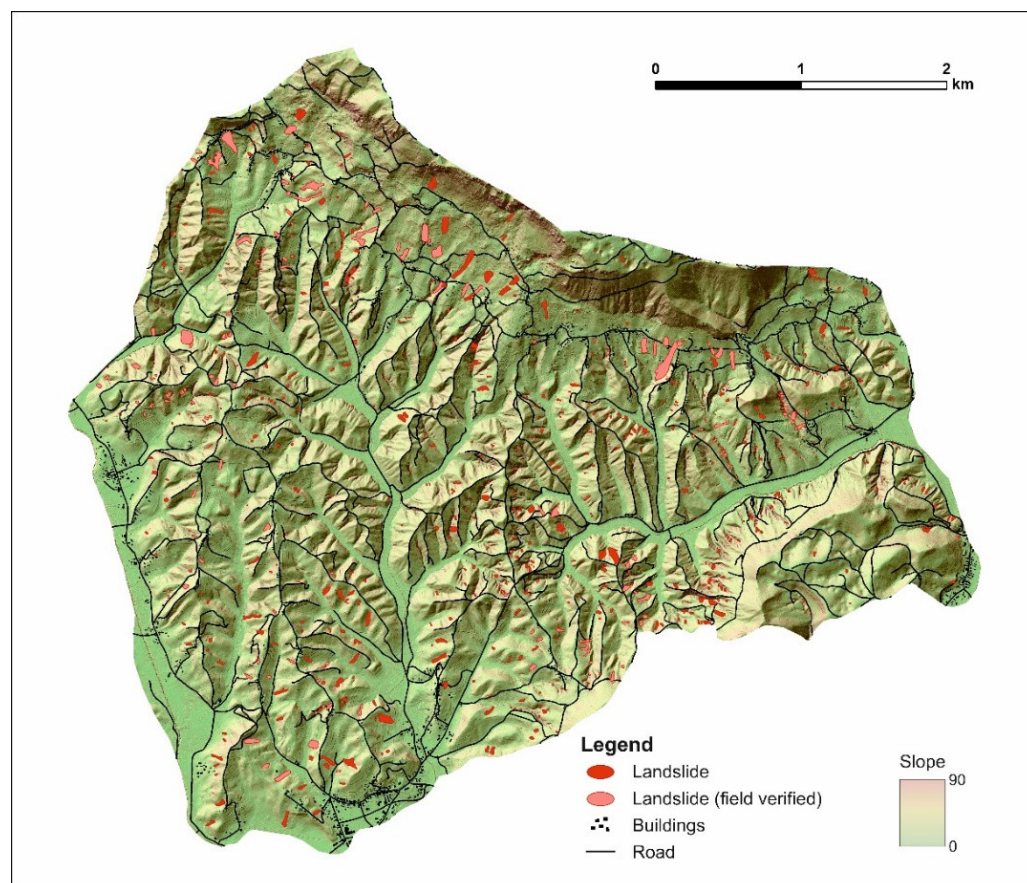 0 1 2
km
Legend
Landslide
Landslide (field verified)
Buildings
Road
Slope
90
0